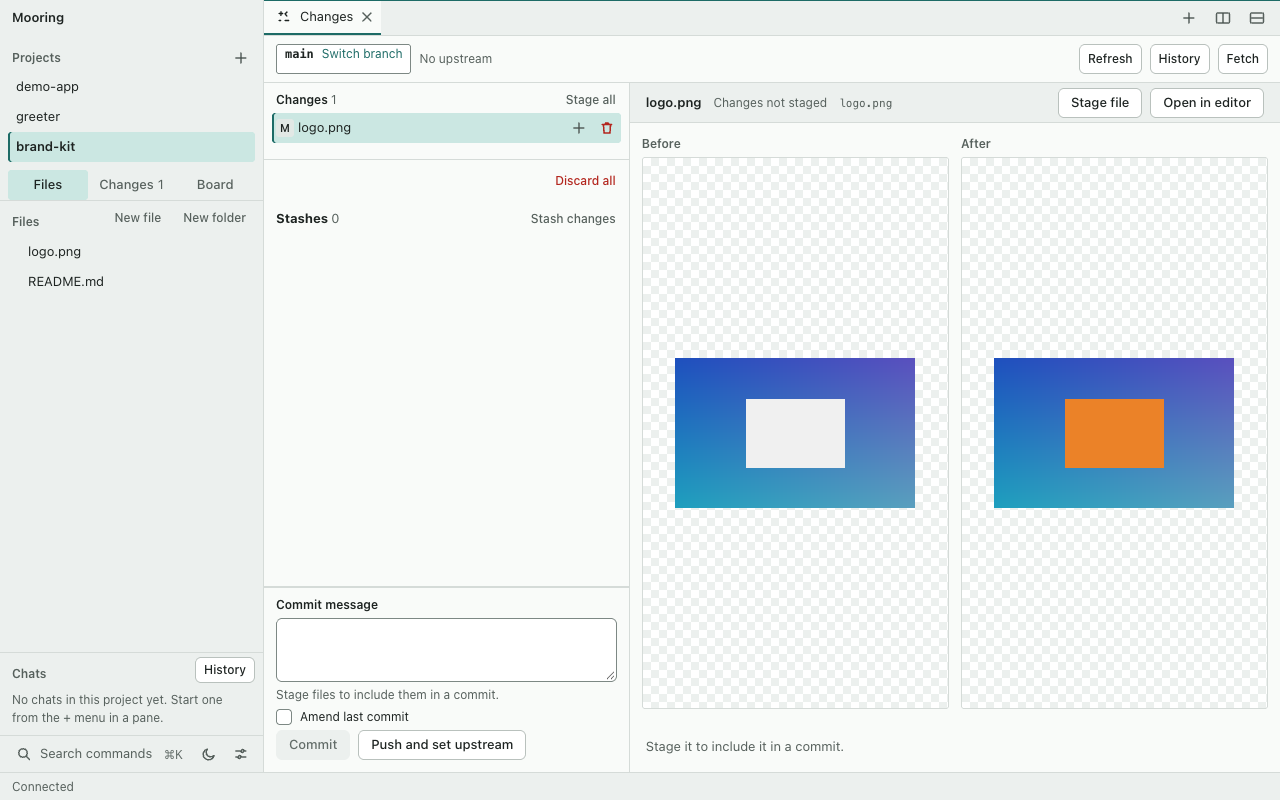 Mooring
Projects
demo-app
greeter
brand-kit
Files
Changes 1
Board
Files
New file
New folder
logo.png
README.md
Chats
History
No chats in this project yet. Start one
from the + menu in a pane.
Search commands ⌘K
Connected
Changes
main Switch branch
No upstream
Refresh
History
Fetch
Changes 1
Stage all
M logo.png
Discard all
Stashes 0
Stash changes
Commit message
Stage files to include them in a commit.
Amend last commit
Commit
Push and set upstream
logo.png Changes not staged logo.png
Stage file
Open in editor
Before
After
Stage it to include it in a commit.